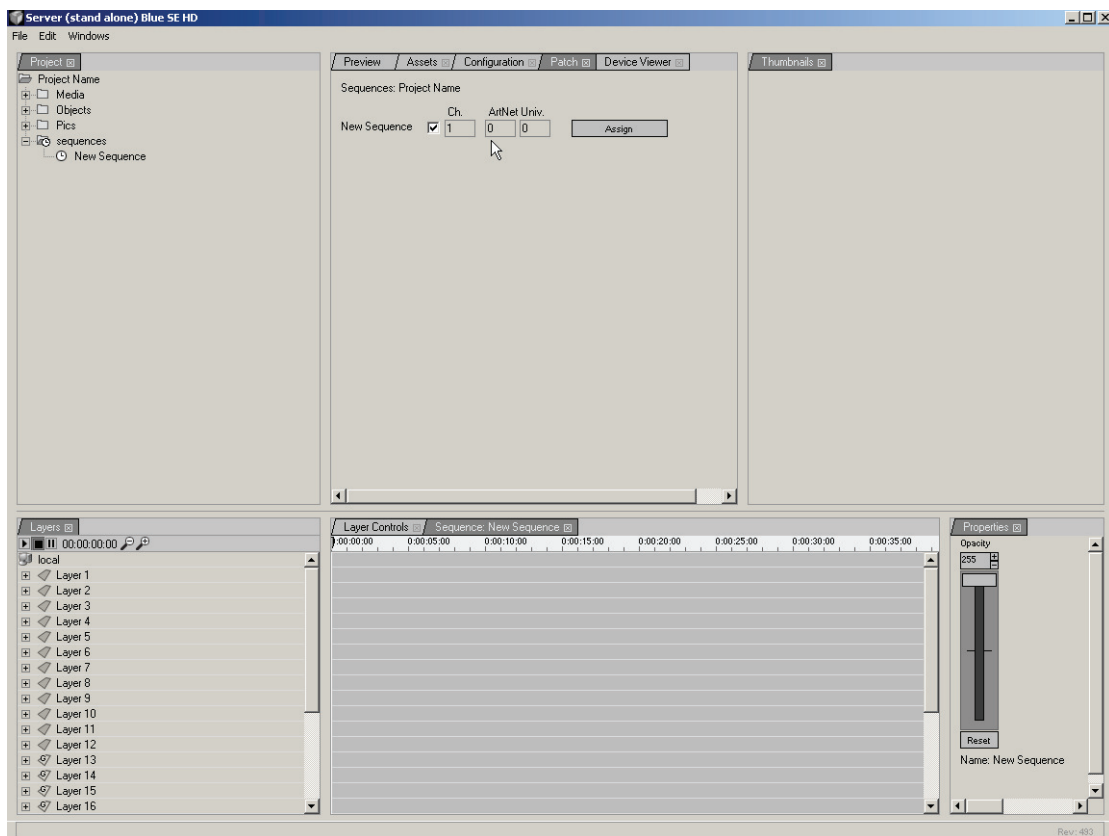 Server (stand alone) Blue SE HD
File Edit Windows
Project
Project Name
Media
Objects
Pics
sequences
New Sequence
Preview Assets Configuration Patch Device Viewer
Sequences: Project Name
Ch. ArtNet Univ.
New Sequence 1 0 0 Assign
Thumbnails
Layers
00:00:00:00
local
Layer 1
Layer 2
Layer 3
Layer 4
Layer 5
Layer 6
Layer 7
Layer 8
Layer 9
Layer 10
Layer 11
Layer 12
Layer 13
Layer 14
Layer 15
Layer 16
Layer Controls Sequence: New Sequence
0:00:00:00 0:00:05:00 0:00:10:00 0:00:15:00 0:00:20:00 0:00:25:00 0:00:30:00 0:00:35:00
Properties
Opacity
255
Reset
Name: New Sequence
Rev: 493